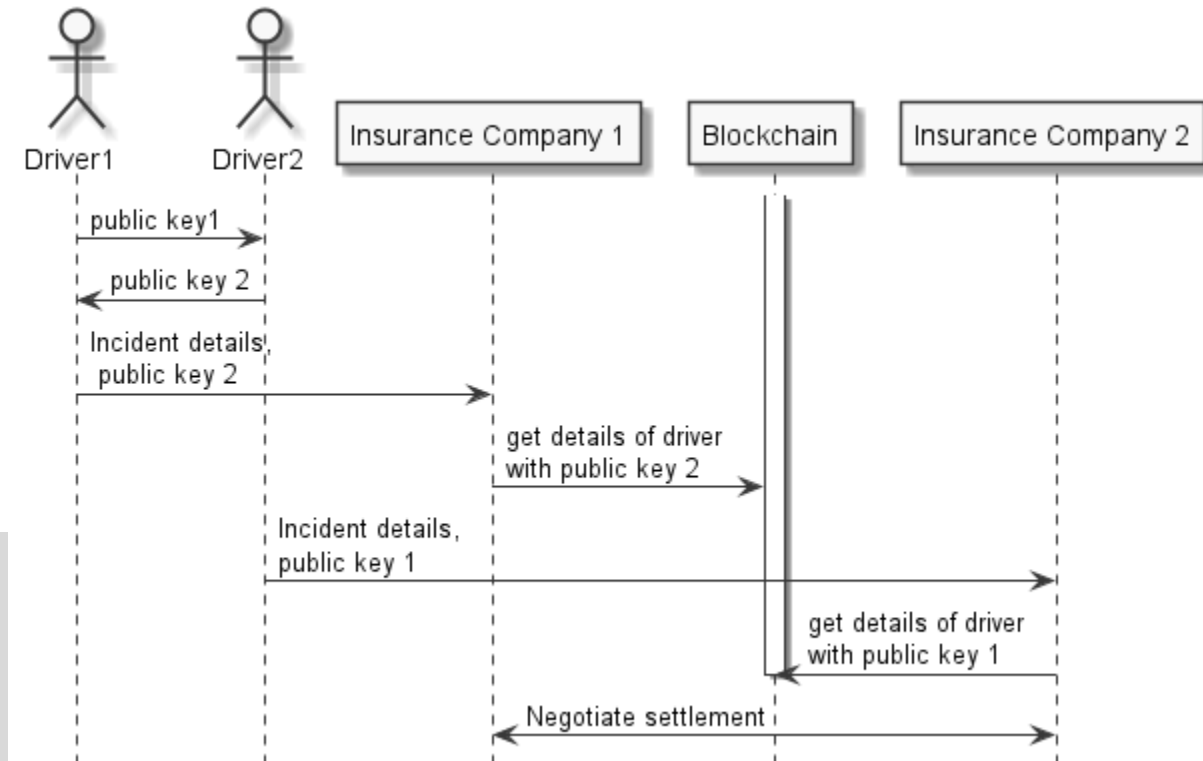 Driver1
Driver2
Insurance Company 1
Blockchain
Insurance Company 2
public key1
public key 2
Incident details,
public key 2
get details of driver
with public key 2
Incident details,
public key 1
get details of driver
with public key 1
Negotiate settlement